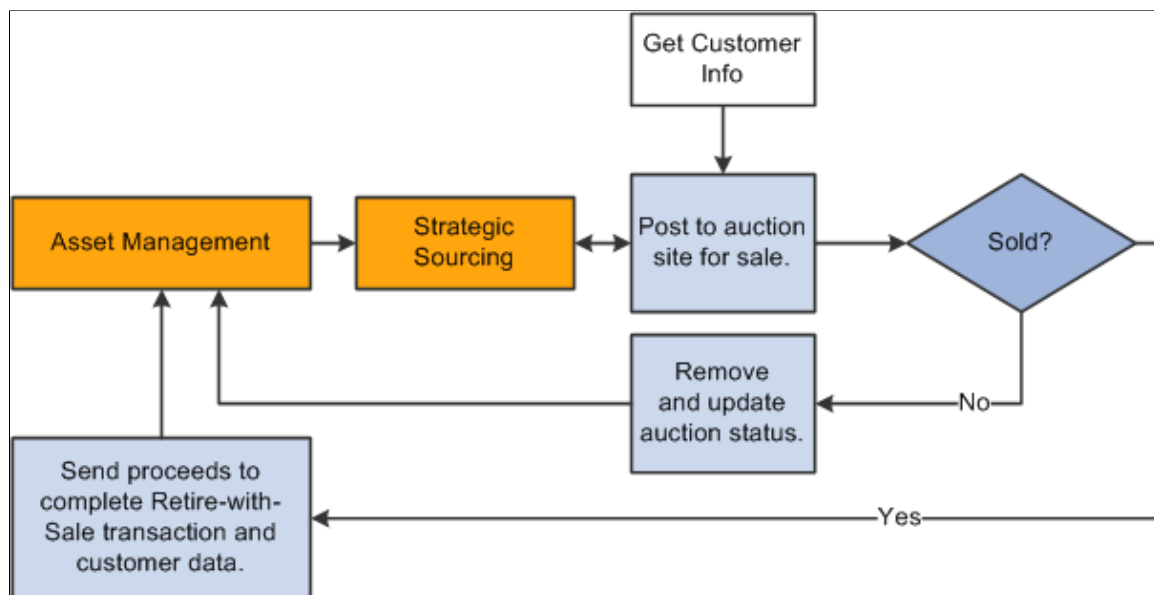 Get Customer
Info
Asset Management
Strategic
Sourcing
Post to auction
site for sale.
Sold?
Remove
and update
auction status.
No
Send proceeds to
complete Retire-with-
Sale transaction and
customer data.
Yes